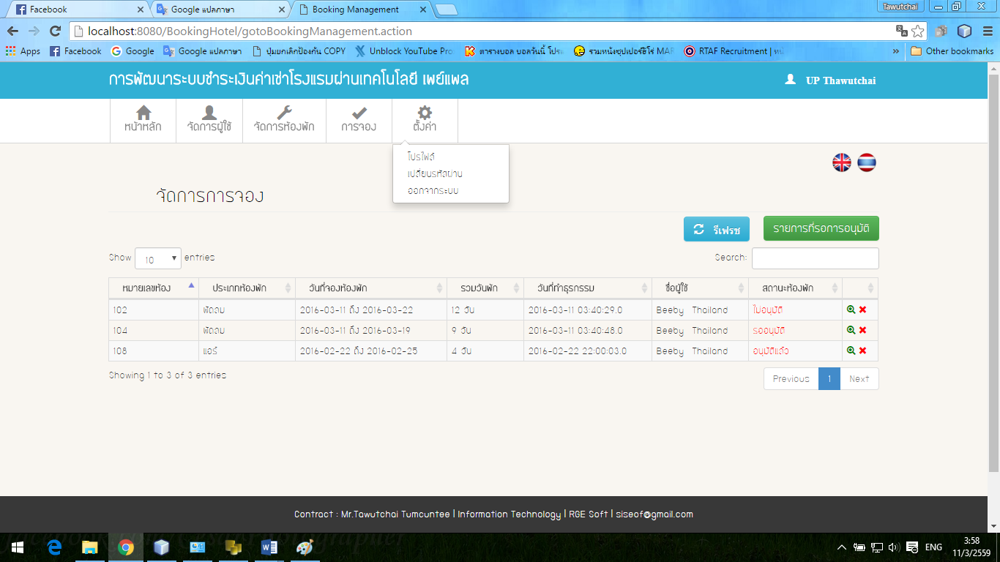 Facebook Google แปลภาษา Booking Management Tawutchai
localhost:8080/BookingHotel/gotoBookingManagement.action
Apps Facebook Google Google แปลภาษา ปุ่มยกเลิกป้องกัน COPY Unblock YouTube Pro ตารางบอล บอลวันนี้ โปร รวมหนังซุปเปอร์ฮีโร่ MAR RTAF Recruitment | หน้ » Other bookmarks
การพัฒนาระบบชำระเงินค่าเช่าโรงแรมผ่านเทคโนโลยี เพย์แพล UP Thawutchai
หน้าหลัก จัดการผู้ใช้ จัดการห้องพัก การจอง ตั้งค่า
โปรไฟล์
เปลี่ยนรหัสผ่าน
ออกจากระบบ
จัดการการจอง
รีเฟรช รายการที่รอการอนุมัติ
Show 10 entries Search:
หมายเลขห้อง ประเภทห้องพัก วันที่จองห้องพัก รวมวันพัก วันที่ทำธุรกรรม ชื่อผู้ใช้ สถานะห้องพัก
102 พัดลม 2016-03-11 ถึง 2016-03-22 12 วัน 2016-03-11 03:40:29.0 Beeby Thailand ไม่อนุมัติ
104 พัดลม 2016-03-11 ถึง 2016-03-19 9 วัน 2016-03-11 03:40:48.0 Beeby Thailand รออนุมัติ
108 แอร์ 2016-02-22 ถึง 2016-02-25 4 วัน 2016-02-22 22:00:03.0 Beeby Thailand อนุมัติแล้ว
Showing 1 to 3 of 3 entries Previous 1 Next
Contract : Mr.Tawutchai Tumcuntee | Information Technology | RGE Soft | siseof@gmail.com
ENG 3:58
11/3/2559